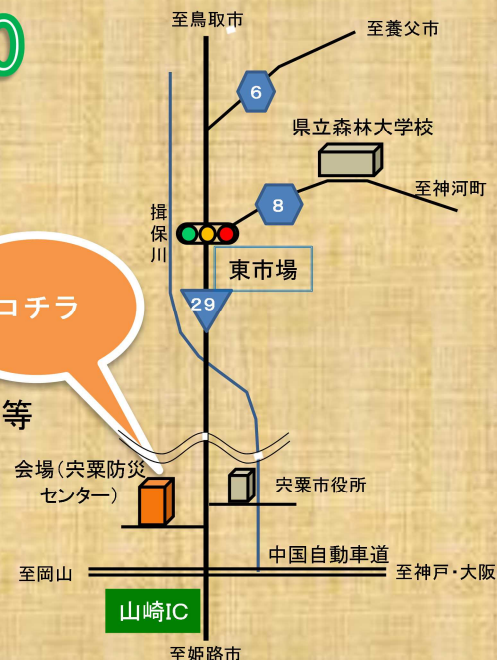 至鳥取市
至養父市
6
県立森林大学校
至神河町
8
揖保川
東市場
29
コチラ
等
会場(宍粟防災
センター)
宍粟市役所
中国自動車道
至岡山
至神戸・大阪
山崎IC
至姫路市